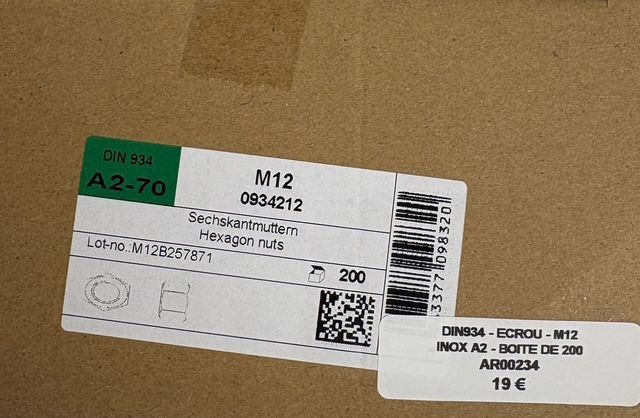 DIN 934
A2-70
M12
0934212
Sechskantmuttern
Hexagon nuts
Lot-no.:M12B257871
200
DIN934 - ECROU - M12
INOX A2 - BOITE DE 200
AR00234
19 €